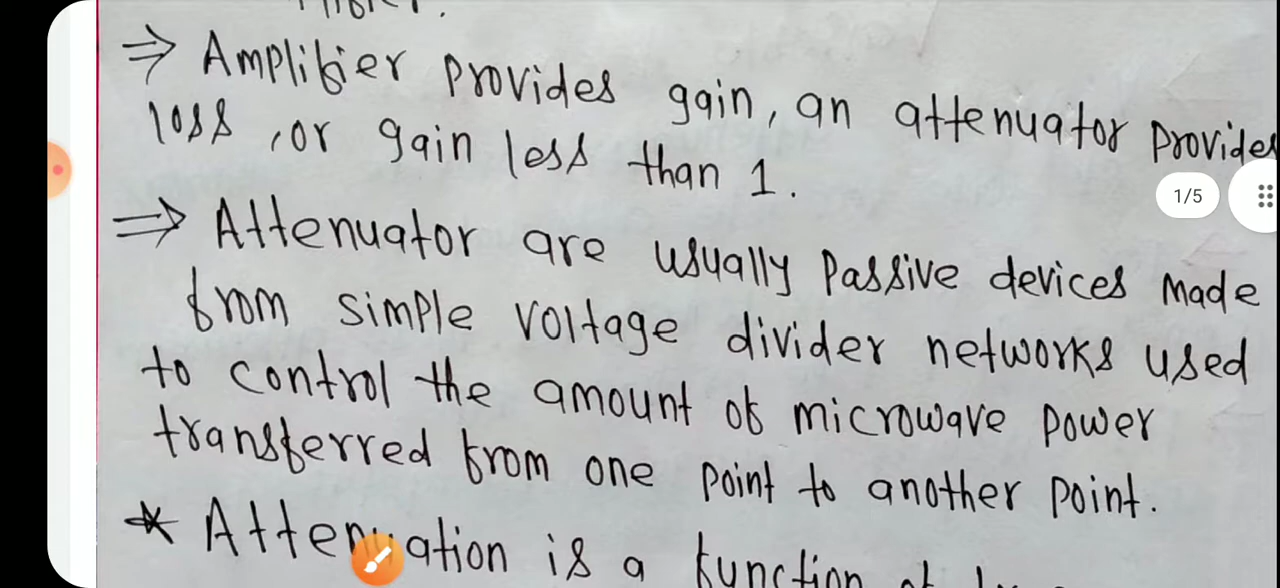 ⇒ Amplifier provides gain, an attenuator provides
loss, or gain less than 1.
1/5
⇒ Attenuator are usually passive devices made
from simple voltage divider networks used
to control the amount of microwave power
transferred from one point to another point.
* Attenuation is a function of